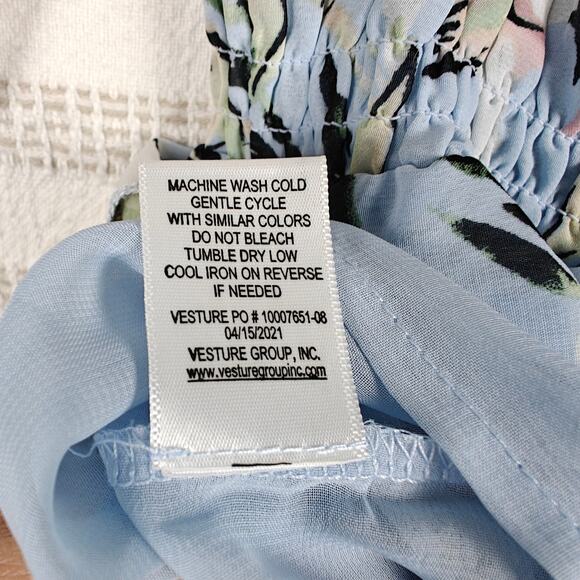 MACHINE WASH COLD
GENTLE CYCLE
WITH SIMILAR COLORS
DO NOT BLEACH
TUMBLE DRY LOW
COOL IRON ON REVERSE
IF NEEDED
VESTURE PO # 10007651-08
04/15/2021
VESTURE GROUP, INC.
www.vesturegroupinc.com